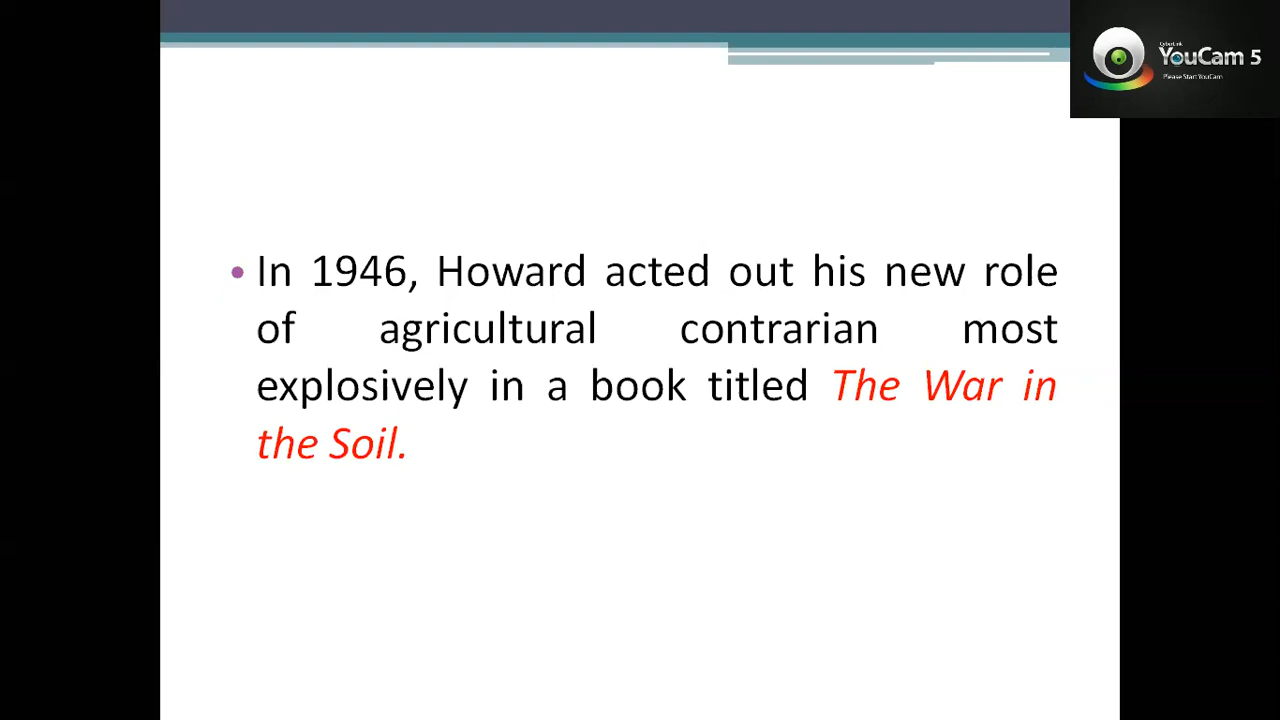 CyberLink
YouCam 5
Please Start YouCam
• In 1946, Howard acted out his new role
of agricultural contrarian most
explosively in a book titled The War in
the Soil.